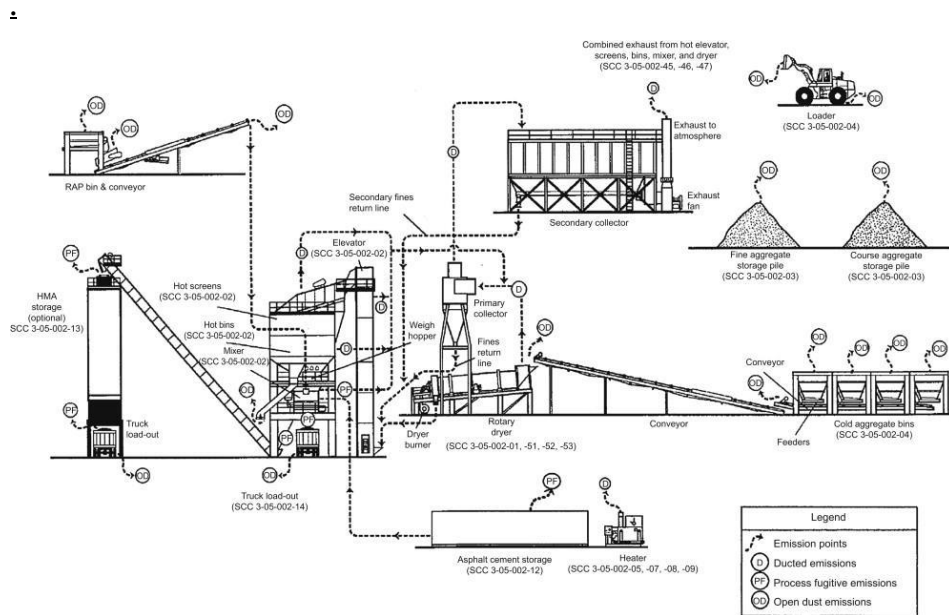 Combined exhaust from hot elevator,
screens, bins, mixer, and dryer
(SCC 3-05-002-45, -46, -47)
D
OD
OD
Loader
(SCC 3-05-002-04)
OD
OD
OD
RAP bin & conveyor
D
Exhaust to
atmosphere
Exhaust
fan
Secondary collector
Secondary fines
return line
OD
Fine aggregate
storage pile
(SCC 3-05-002-03)
OD
Course aggregate
storage pile
(SCC 3-05-002-03)
PF
HMA
storage
(optional)
(SCC 3-05-002-13)
D
Elevator
(SCC 3-05-002-02)
Hot screens
(SCC 3-05-002-02)
D
Hot bins
(SCC 3-05-002-02)
D
Mixer
(SCC 3-05-002-02)
Weigh
hopper
PF
OD
PF
PF
PF
Truck
load-out
OD
OD
Truck load-out
(SCC 3-05-002-14)
Primary
collector
D
Fines
return
line
OD
Dryer
burner
Rotary
dryer
(SCC 3-05-002-01, -51, -52, -53)
Conveyor
Conveyor
OD
OD
OD
OD
OD
Feeders
Cold aggregate bins
(SCC 3-05-002-04)
PF
Asphalt cement storage
(SCC 3-05-002-12)
D
Heater
(SCC 3-05-002-05, -07, -08, -09)
Legend
Emission points
D Ducted emissions
PF Process fugitive emissions
OD Open dust emissions